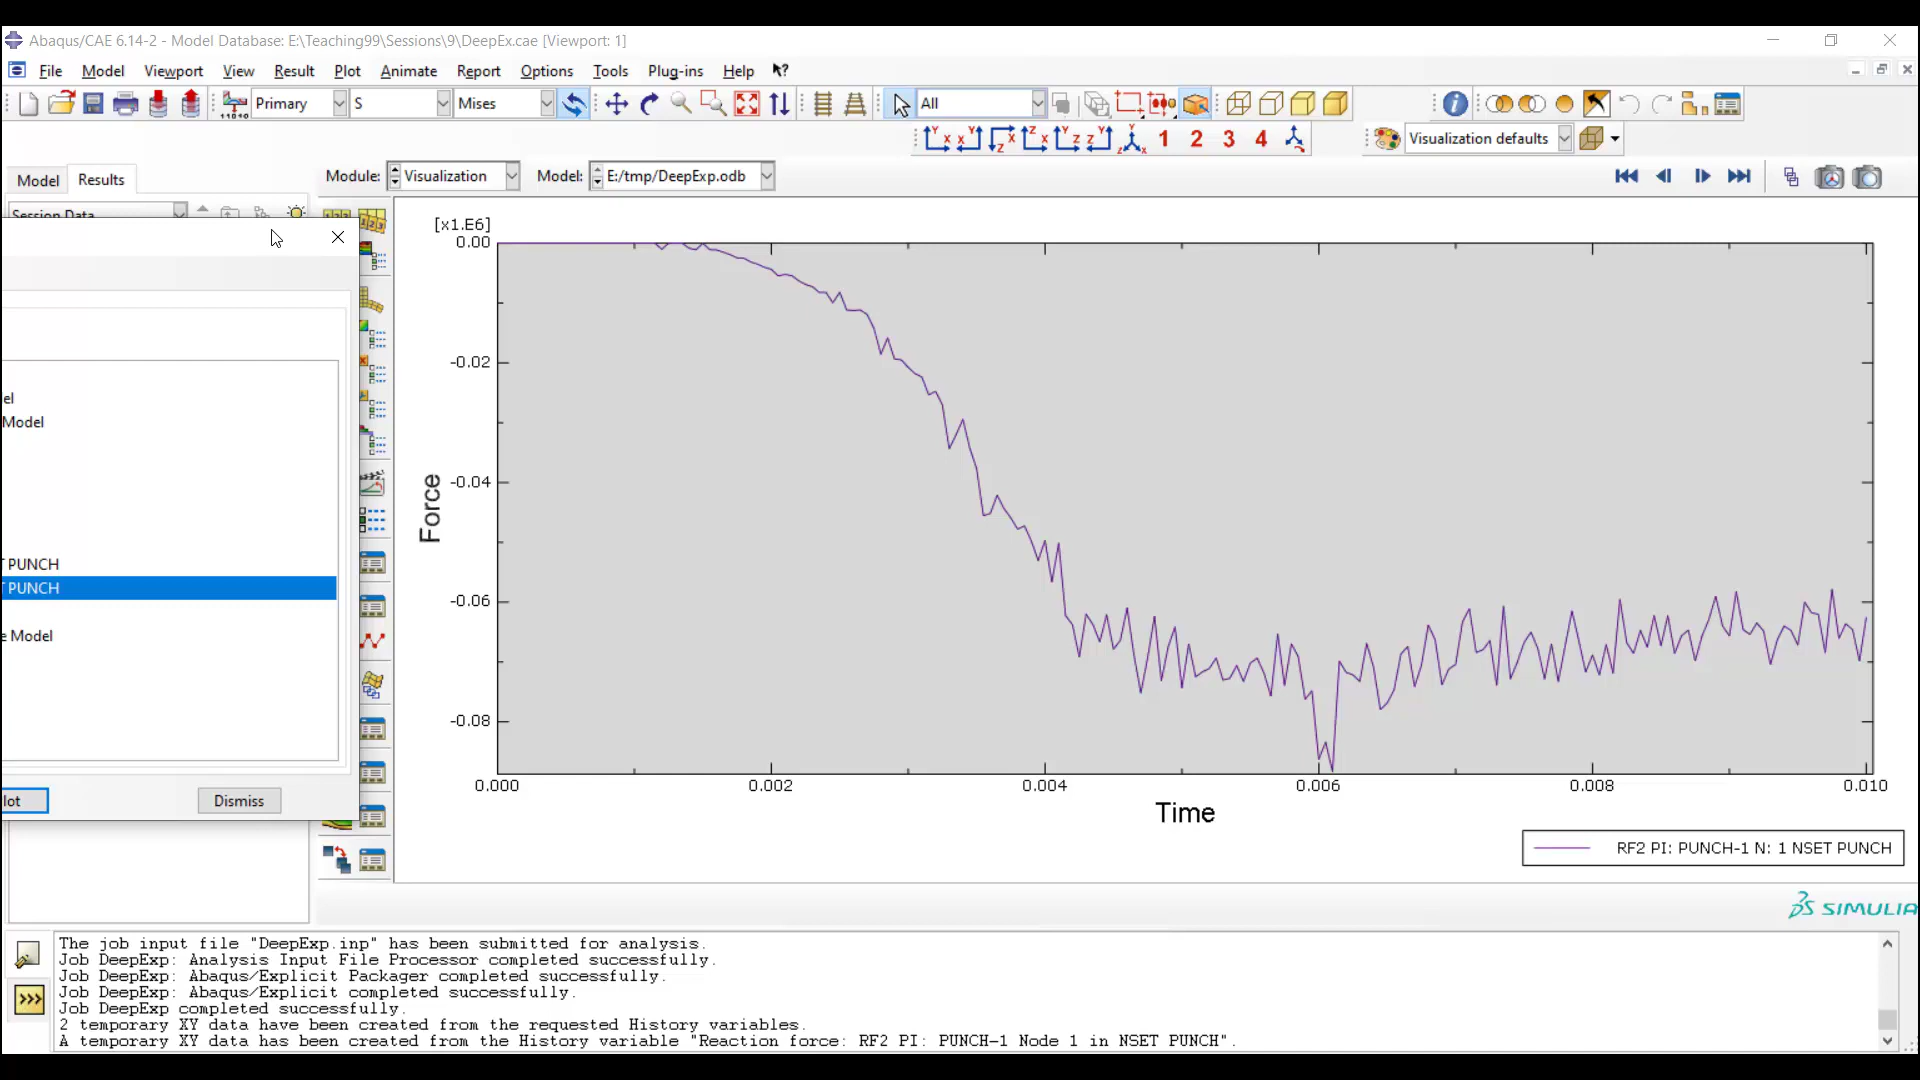 Abaqus/CAE 6.14-2 - Model Database: E:\Teaching99\Sessions\9\DeepEx.cae [Viewport: 1]
File Model Viewport View Result Plot Animate Report Options Tools Plug-ins Help
Primary S Mises All
1 2 3 4 Visualization defaults
Model Results Module: Visualization Model: E:/tmp/DeepExp.odb
Session Data
el
Model
T PUNCH
T PUNCH
e Model
lot Dismiss
[x1.E6]
0.00
-0.02
-0.04
-0.06
-0.08
Force
0.000 0.002 0.004 0.006 0.008 0.010
Time
RF2 PI: PUNCH-1 N: 1 NSET PUNCH
SIMULIA
The job input file "DeepExp.inp" has been submitted for analysis.
Job DeepExp: Analysis Input File Processor completed successfully.
Job DeepExp: Abaqus/Explicit Packager completed successfully.
Job DeepExp: Abaqus/Explicit completed successfully.
Job DeepExp completed successfully.
2 temporary XY data have been created from the requested History variables.
A temporary XY data has been created from the History variable "Reaction force: RF2 PI: PUNCH-1 Node 1 in NSET PUNCH".